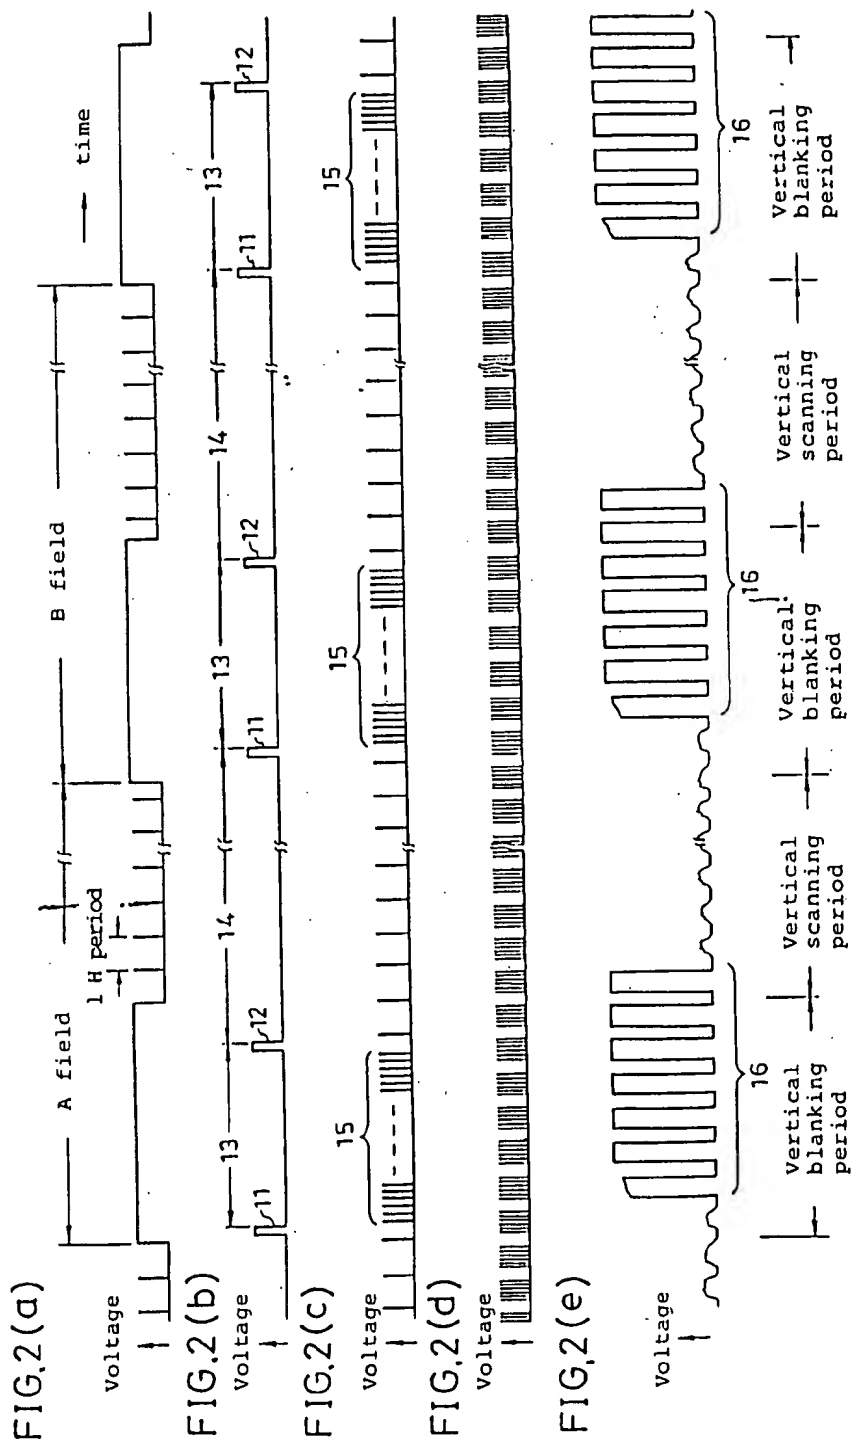 FIG.2(a)
Voltage
A field
1 H period
B field
time
FIG.2(b)
Voltage
11
13
12
14
11
13
12
14
11
13
12
FIG.2(c)
Voltage
15
15
15
FIG.2(d)
Voltage
FIG.2(e)
Voltage
16
16
16
Vertical
blanking
period
Vertical
scanning
period
Vertical
blanking
period
Vertical
scanning
period
Vertical
blanking
period